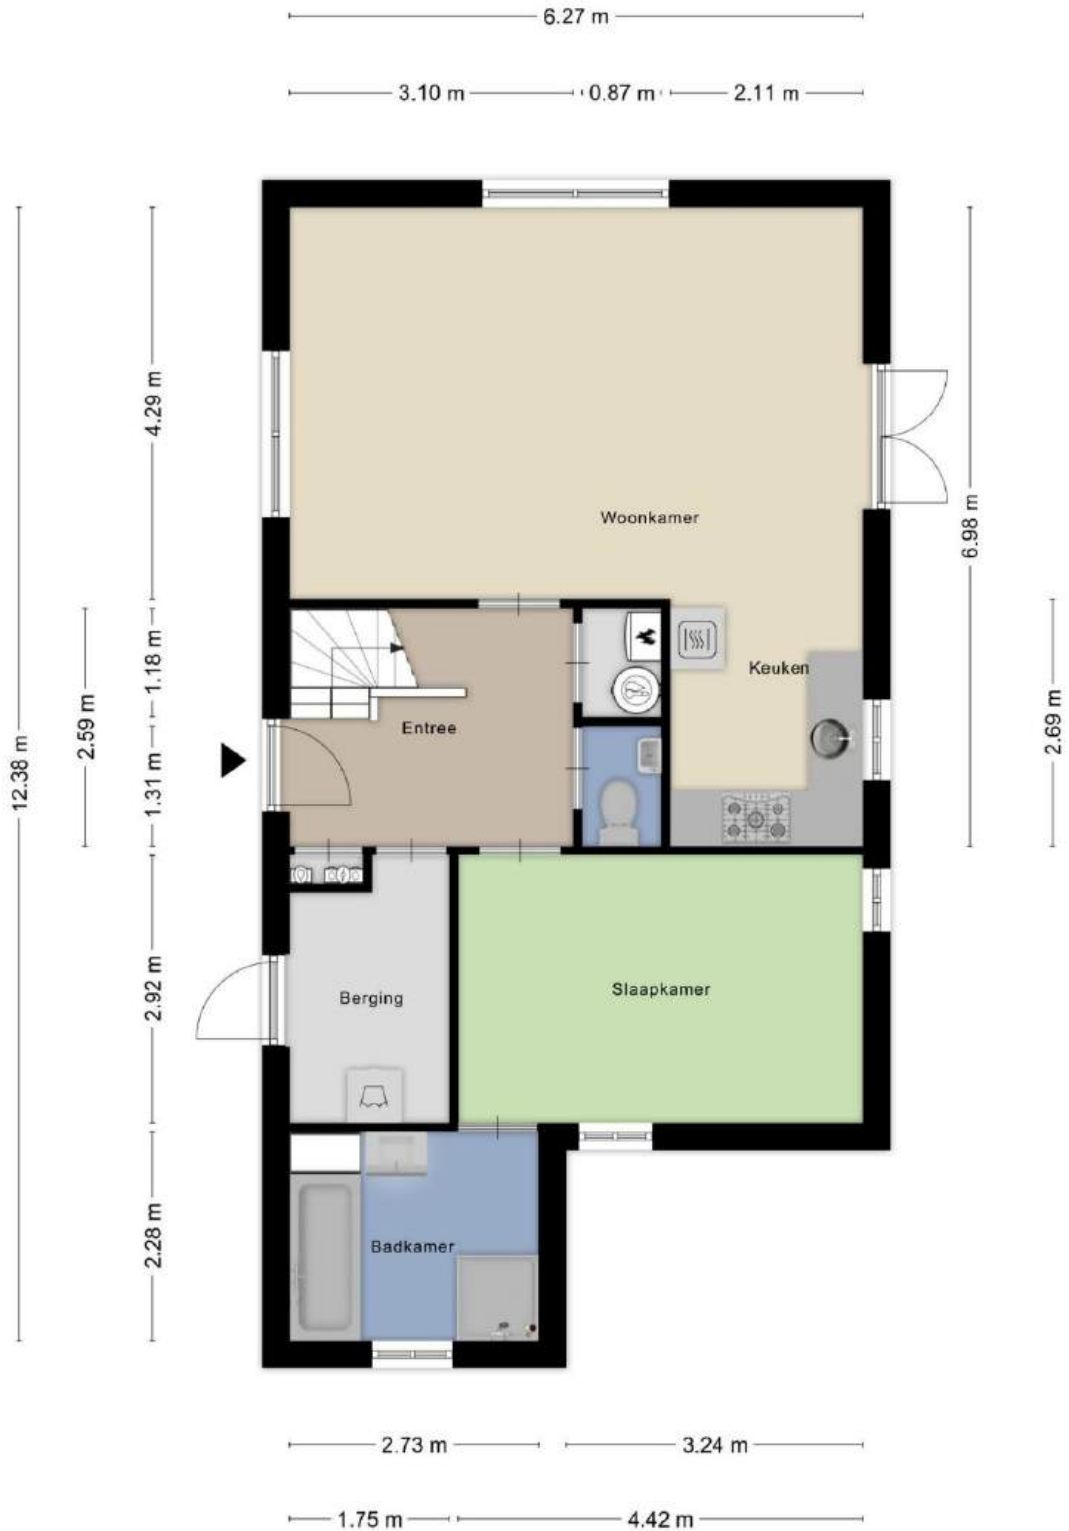 6.27 m
3.10 m 0.87 m 2.11 m
4.29 m
Woonkamer
6.98 m
1.18 m
Keuken
2.59 m
Entree
2.69 m
12.38 m
1.31 m
2.92 m
Berging
Slaapkamer
2.28 m
Badkamer
2.73 m 3.24 m
1.75 m 4.42 m